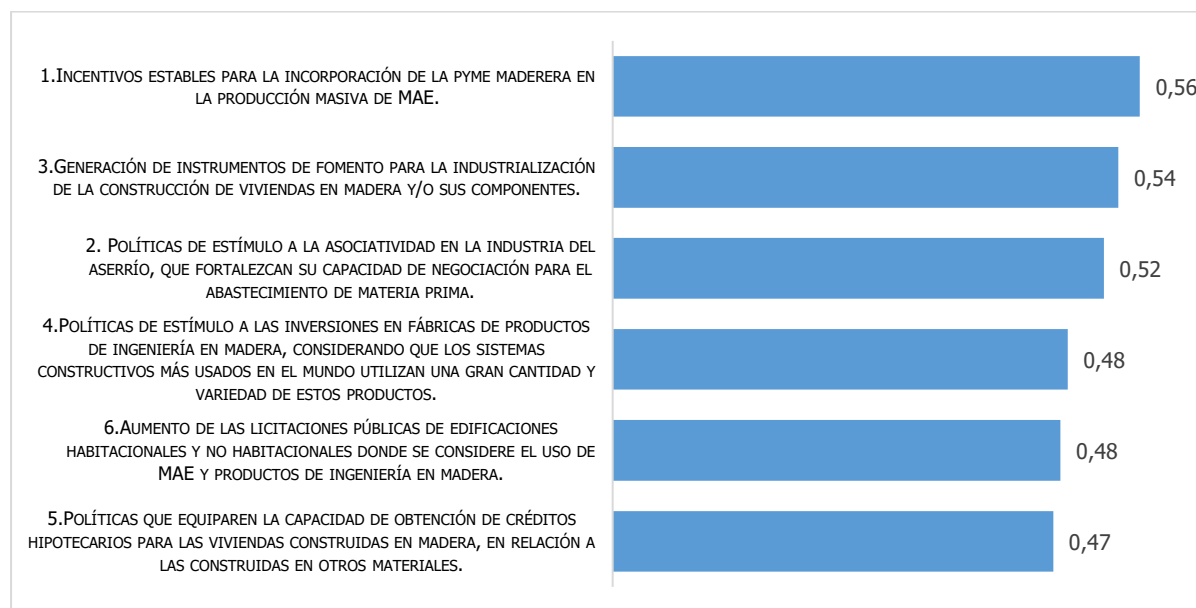 1.Incentivos estables para la incorporación de la pyme maderera en
la producción masiva de MAE.
0,56
3.Generación de instrumentos de fomento para la industrialización
de la construcción de viviendas en madera y/o sus componentes.
0,54
2. Políticas de estímulo a la asociatividad en la industria del
aserrío, que fortalezcan su capacidad de negociación para el
abastecimiento de materia prima.
0,52
4.Políticas de estímulo a las inversiones en fábricas de productos
de ingeniería en madera, considerando que los sistemas
constructivos más usados en el mundo utilizan una gran cantidad y
variedad de estos productos.
0,48
6.Aumento de las licitaciones públicas de edificaciones
habitacionales y no habitacionales donde se considere el uso de
MAE y productos de ingeniería en madera.
0,48
5.Políticas que equiparen la capacidad de obtención de créditos
hipotecarios para las viviendas construidas en madera, en relación a
las construidas en otros materiales.
0,47